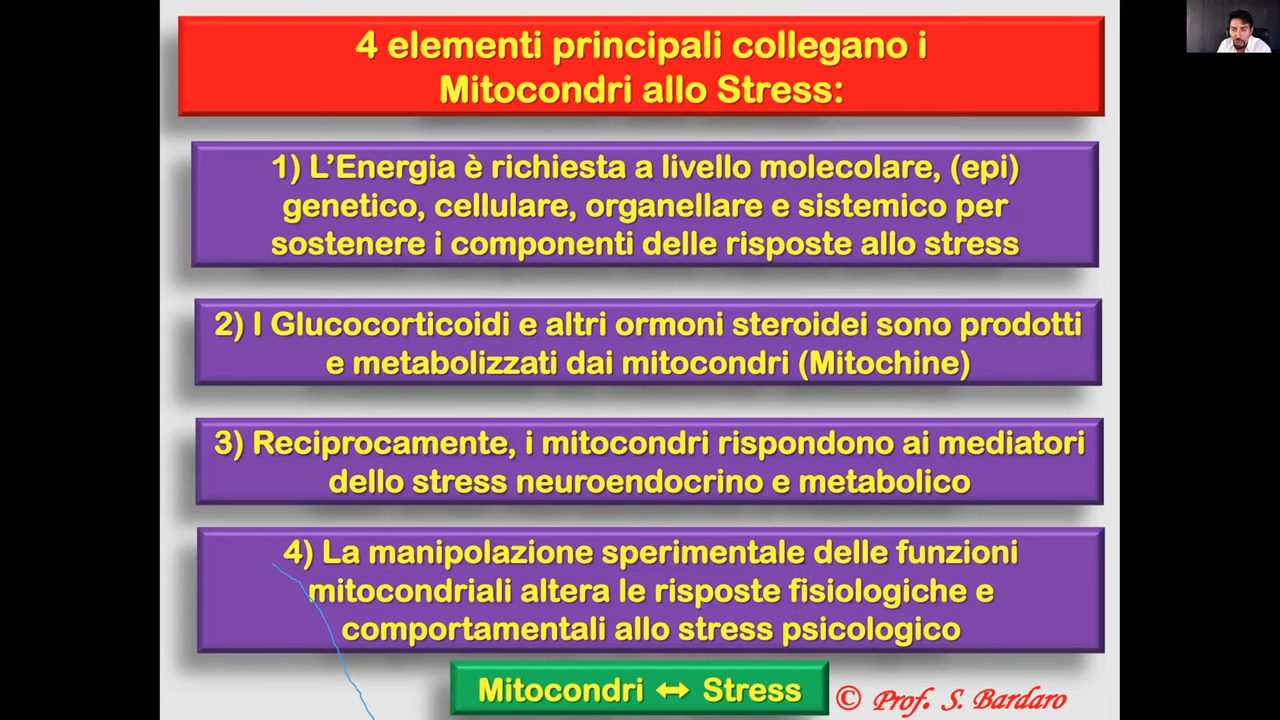 4 elementi principali collegano i
Mitocondri allo Stress:
1) L’Energia è richiesta a livello molecolare, (epi)
genetico, cellulare, organellare e sistemico per
sostenere i componenti delle risposte allo stress
2) I Glucocorticoidi e altri ormoni steroidei sono prodotti
e metabolizzati dai mitocondri (Mitochine)
3) Reciprocamente, i mitocondri rispondono ai mediatori
dello stress neuroendocrino e metabolico
4) La manipolazione sperimentale delle funzioni
mitocondriali altera le risposte fisiologiche e
comportamentali allo stress psicologico
Mitocondri ↔ Stress
© Prof. S. Bardaro